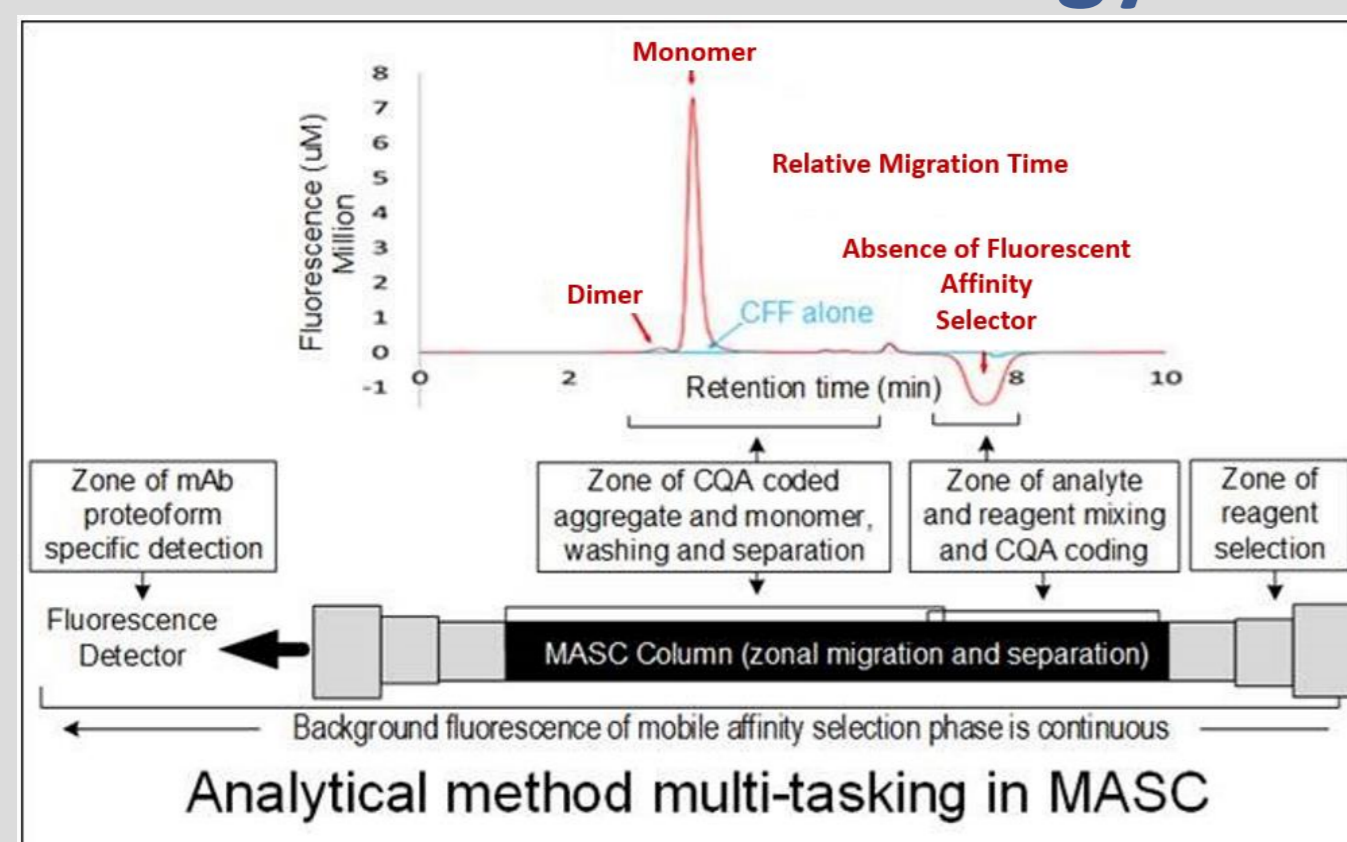 Monomer
8
7
6
5
4
3
2
1
0
-1
Fluorescence (uM)
Million
Relative Migration Time
Absence of Fluorescent
Affinity
Selector
Dimer
CFF alone
0
2
8
10
Retention time (min)
Zone of mAb
proteoform
specific detection
Zone of CQA coded
aggregate and monomer,
washing and separation
Zone of analyte
and reagent mixing
and CQA coding
Zone of
reagent
selection
Fluorescence
Detector
MASC Column (zonal migration and separation)
Background fluorescence of mobile affinity selection phase is continuous
Analytical method multi-tasking in MASC